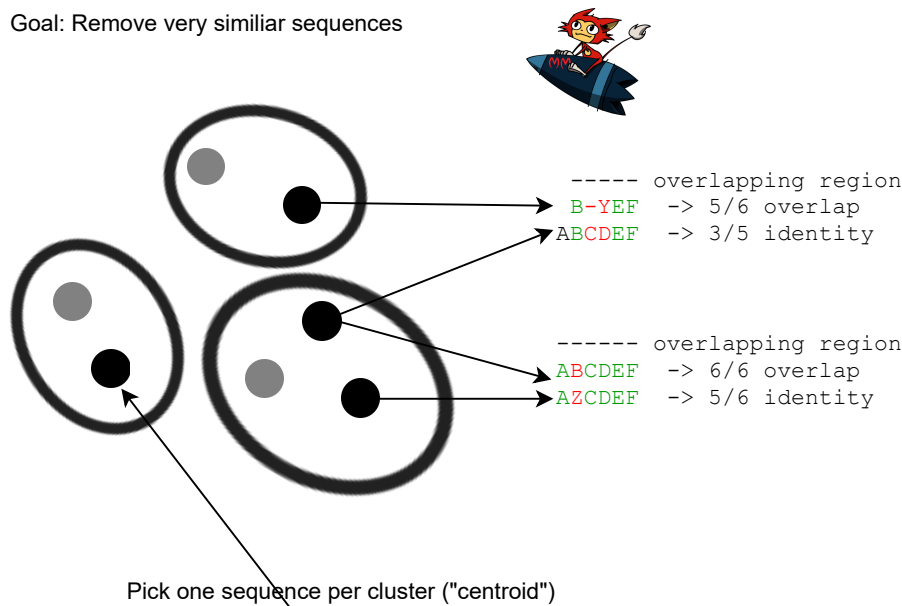 Goal: Remove very similiar sequences
MM
----- overlapping region
B-YEF -> 5/6 overlap
ABCDEF -> 3/5 identity
------ overlapping region
ABCDEF -> 6/6 overlap
AZCDEF -> 5/6 identity
Pick one sequence per cluster ("centroid")